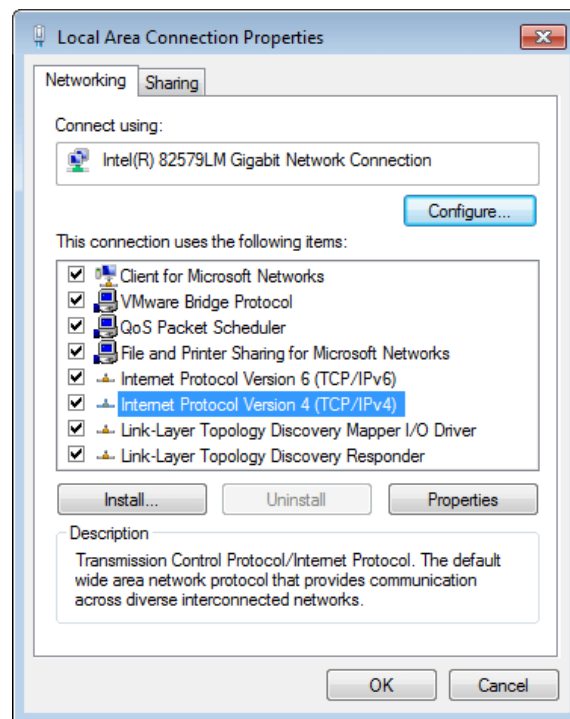 Local Area Connection Properties
Networking
Sharing
Connect using:
Intel(R) 82579LM Gigabit Network Connection
Configure...
This connection uses the following items:
Client for Microsoft Networks
VMware Bridge Protocol
QoS Packet Scheduler
File and Printer Sharing for Microsoft Networks
Internet Protocol Version 6 (TCP/IPv6)
Internet Protocol Version 4 (TCP/IPv4)
Link-Layer Topology Discovery Mapper I/O Driver
Link-Layer Topology Discovery Responder
Install...
Uninstall
Properties
Description
Transmission Control Protocol/Internet Protocol. The default
wide area network protocol that provides communication
across diverse interconnected networks.
OK
Cancel